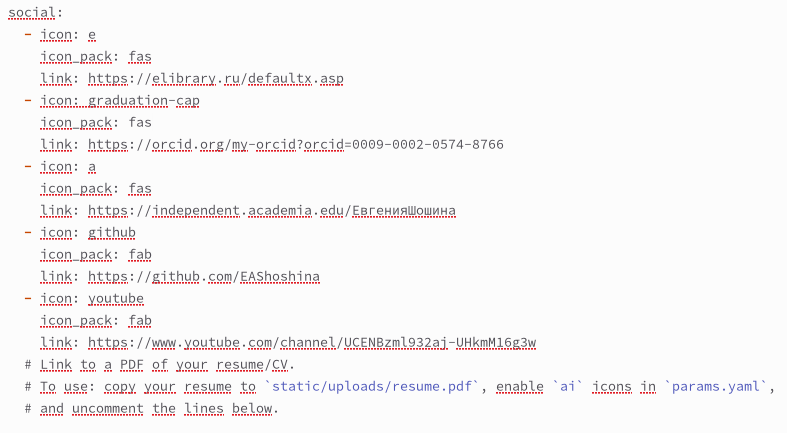 social:
- icon: e
icon_pack: fas
link: https://elibrary.ru/defaultx.asp
- icon: graduation-cap
icon_pack: fas
link: https://orcid.org/my-orcid?orcid=0009-0002-0574-8766
- icon: a
icon_pack: fas
link: https://independent.academia.edu/ЕвгенияШошина
- icon: github
icon_pack: fab
link: https://github.com/EAShoshina
- icon: youtube
icon_pack: fab
link: https://www.youtube.com/channel/UCENBzml932aj-UHkmM16g3w
# Link to a PDF of your resume/CV.
# To use: copy your resume to `static/uploads/resume.pdf`, enable `ai` icons in `params.yaml`,
# and uncomment the lines below.